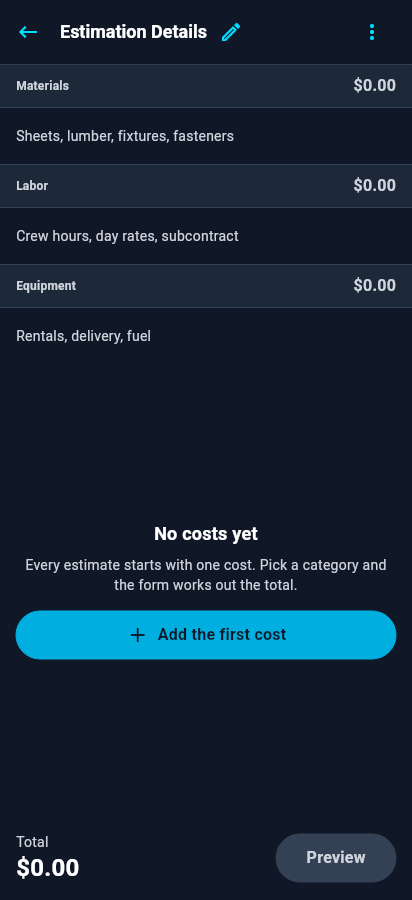 Estimation Details
Materials $0.00
Sheets, lumber, fixtures, fasteners
Labor $0.00
Crew hours, day rates, subcontract
Equipment $0.00
Rentals, delivery, fuel
No costs yet
Every estimate starts with one cost. Pick a category and
the form works out the total.
Add the first cost
Total
$0.00
Preview